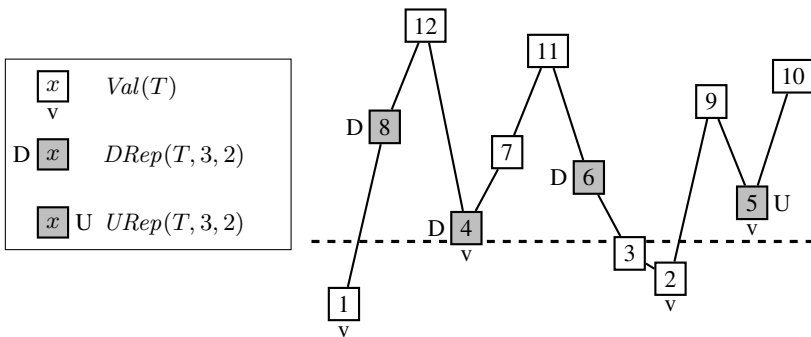 x Val(T)
v
D x DRep(T, 3, 2)
x U URep(T, 3, 2)
12
11
10
9
D 8
7
D 6
5 U
v
D 4
v
3
2
v
1
v